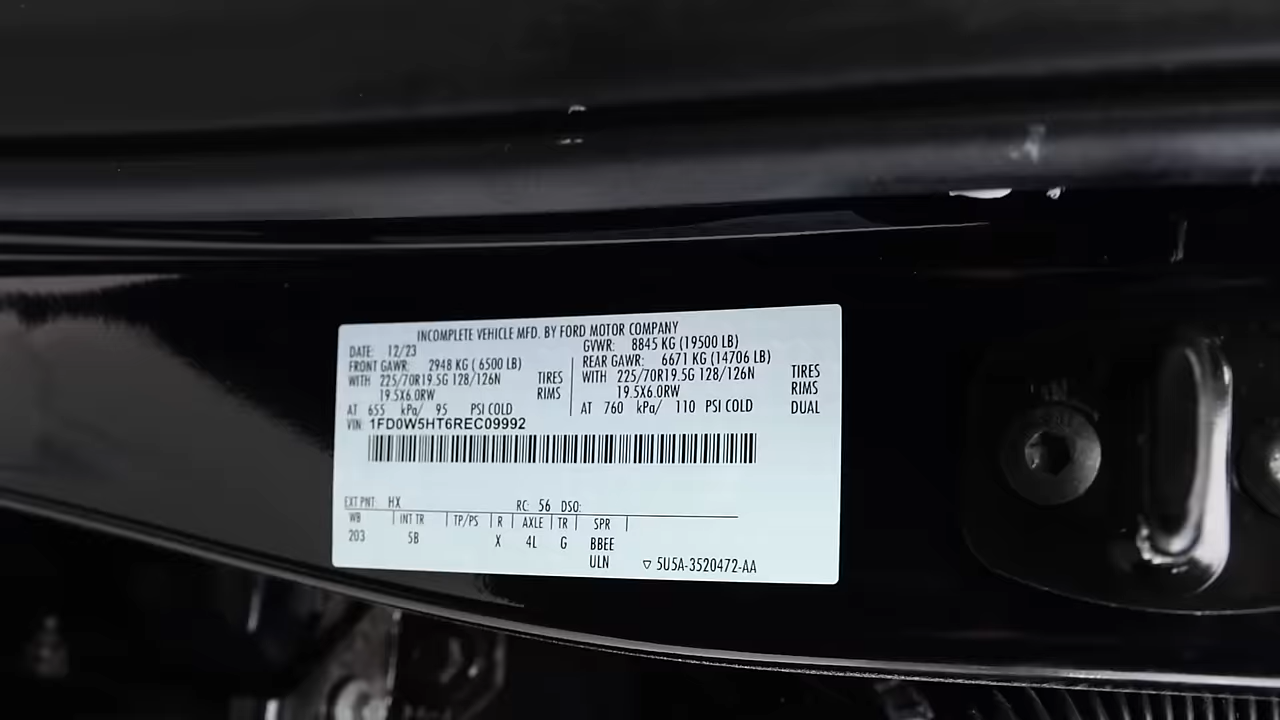 INCOMPLETE VEHICLE MFD. BY FORD MOTOR COMPANY
DATE: 12/23 GVWR: 8845 KG (19500 LB)
FRONT GAWR: 2948 KG ( 6500 LB) REAR GAWR: 6671 KG (14706 LB)
WITH 225/70R19.5G 128/126N TIRES WITH 225/70R19.5G 128/126N TIRES
19.5X6.0RW RIMS 19.5X6.0RW RIMS
AT 655 kPa/ 95 PSI COLD AT 760 kPa/ 110 PSI COLD DUAL
VIN: 1FD0W5HT6REC09992
EXT PNT: HX RC: 56 DSO:
WB INT TR TP/PS R AXLE TR SPR
203 5B X 4L G BBEE
ULN ▽ 5U5A-3520472-AA